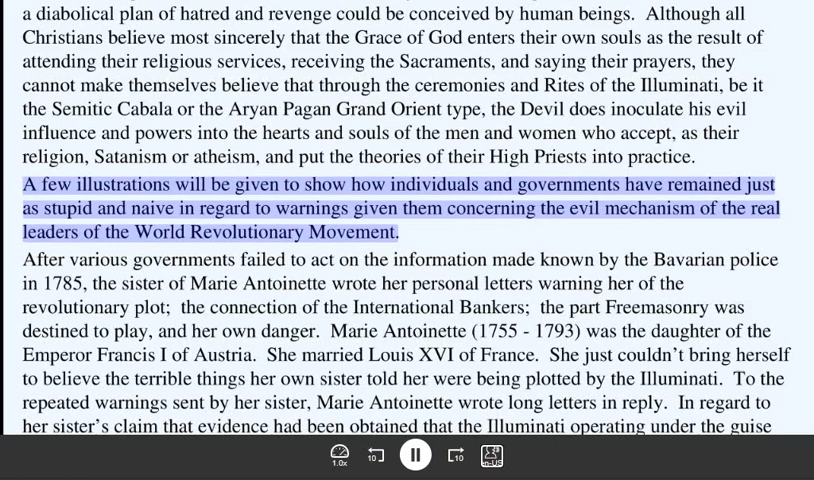 a diabolical plan of hatred and revenge could be conceived by human beings.  Although all
Christians believe most sincerely that the Grace of God enters their own souls as the result of
attending their religious services, receiving the Sacraments, and saying their prayers, they
cannot make themselves believe that through the ceremonies and Rites of the Illuminati, be it
the Semitic Cabala or the Aryan Pagan Grand Orient type, the Devil does inoculate his evil
influence and powers into the hearts and souls of the men and women who accept, as their
religion, Satanism or atheism, and put the theories of their High Priests into practice.
A few illustrations will be given to show how individuals and governments have remained just
as stupid and naive in regard to warnings given them concerning the evil mechanism of the real
leaders of the World Revolutionary Movement.
After various governments failed to act on the information made known by the Bavarian police
in 1785, the sister of Marie Antoinette wrote her personal letters warning her of the
revolutionary plot;  the connection of the International Bankers;  the part Freemasonry was
destined to play, and her own danger.  Marie Antoinette (1755 - 1793) was the daughter of the
Emperor Francis I of Austria.  She married Louis XVI of France.  She just couldn’t bring herself
to believe the terrible things her own sister told her were being plotted by the Illuminati.  To the
repeated warnings sent by her sister, Marie Antoinette wrote long letters in reply.  In regard to
her sister’s claim that evidence had been obtained that the Illuminati operating under the guise
1.0x
10
10
en-US